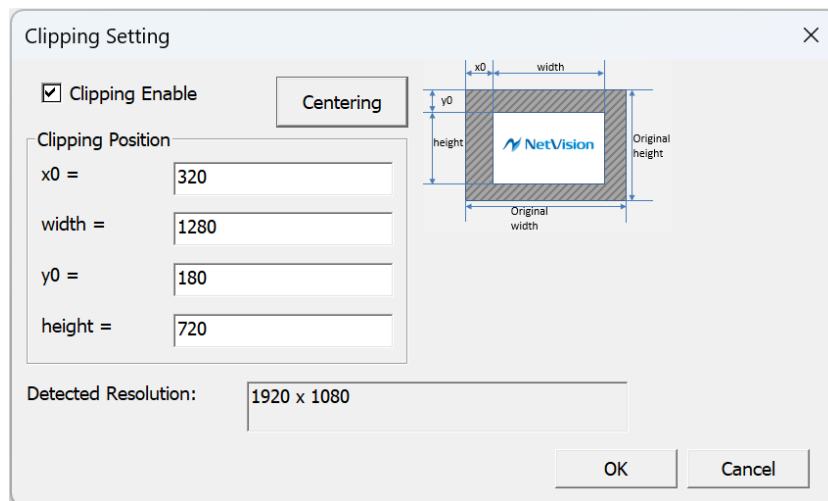 Clipping Setting
Clipping Enable
Centering
Clipping Position
x0 =
320
width =
1280
y0 =
180
height =
720
x0
width
y0
height
NetVision
Original
height
Original
width
Detected Resolution:
1920 x 1080
OK
Cancel